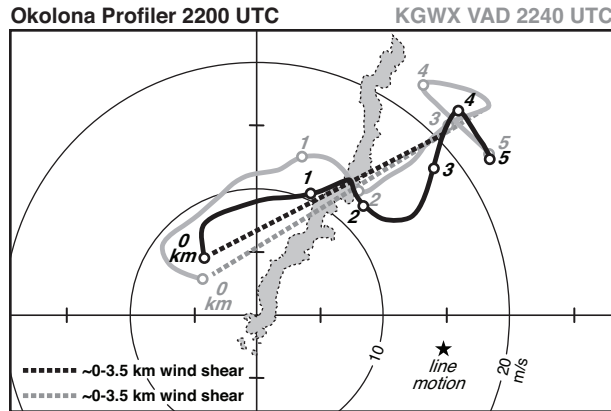 Okolona Profiler 2200 UTC
KGWX VAD 2240 UTC
4
4
3
1
5
5
3
1
2
2
0
km
0
km
~0-3.5 km wind shear
~0-3.5 km wind shear
10
20
m/s
line
motion